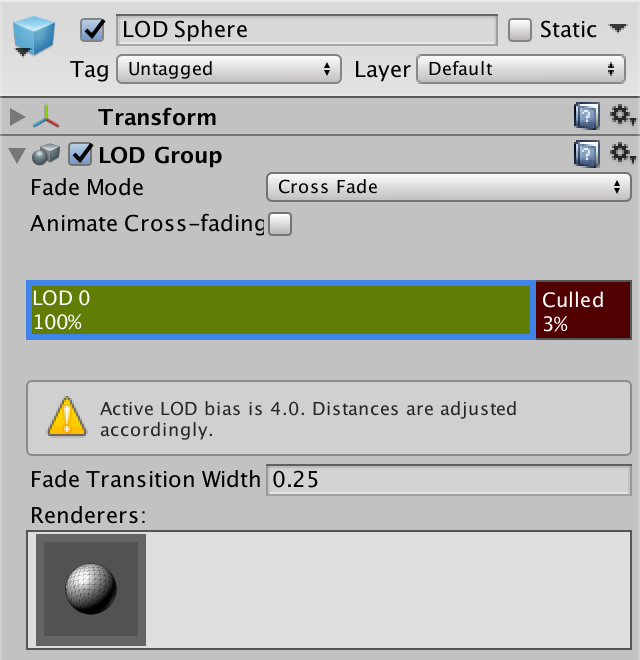 LOD Sphere
Static
Tag Untagged Layer Default
Transform
LOD Group
Fade Mode Cross Fade
Animate Cross-fading
LOD 0
100%
Culled
3%
Active LOD bias is 4.0. Distances are adjusted
accordingly.
Fade Transition Width 0.25
Renderers: